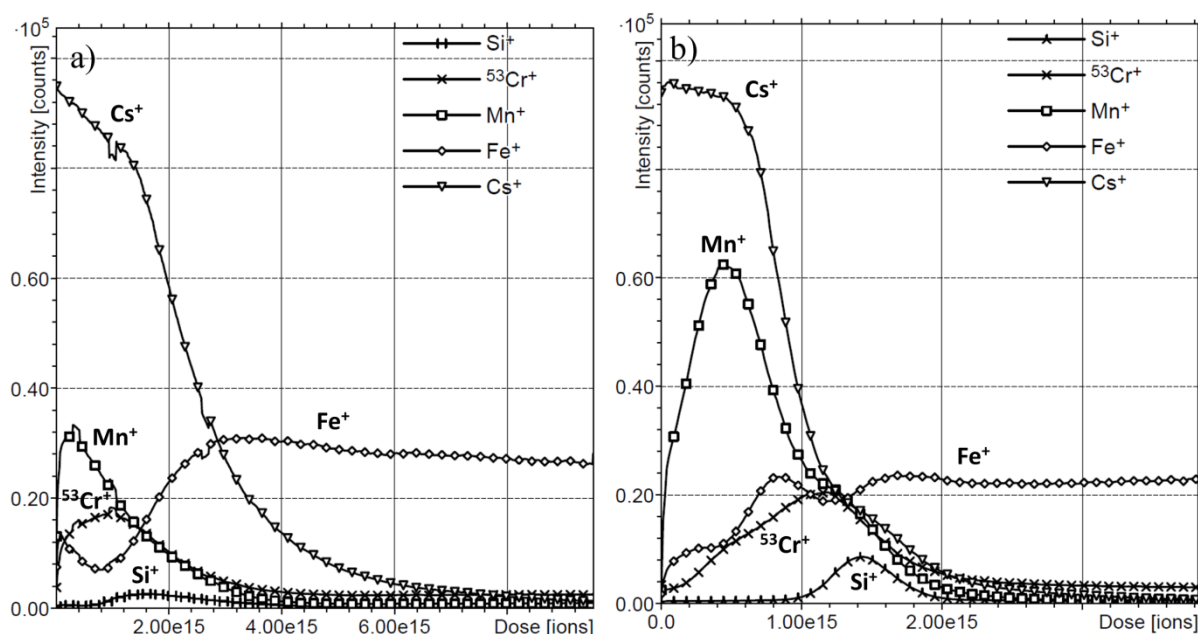 ·10⁵
a)
Si⁺
⁵³Cr⁺
Mn⁺
Fe⁺
Cs⁺
Intensity [counts]
Cs⁺
Mn⁺
⁵³Cr⁺
Si⁺
Fe⁺
0.60
0.40
0.20
0.00
2.00e15
4.00e15
6.00e15
Dose [ions]
·10⁵
b)
Si⁺
⁵³Cr⁺
Mn⁺
Fe⁺
Cs⁺
Intensity [counts]
Cs⁺
Mn⁺
Fe⁺
⁵³Cr⁺
Si⁺
0.60
0.40
0.20
0.00
0.0
1.00e15
2.00e15
Dose [ions]